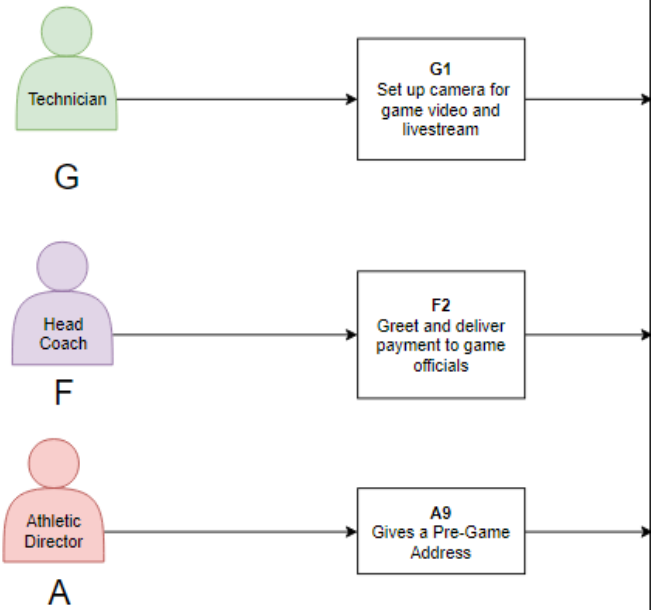 Technician
G1
Set up camera for
game video and
livestream
G
Head
Coach
F2
Greet and deliver
payment to game
officials
F
Athletic
Director
A9
Gives a Pre-Game
Address
A